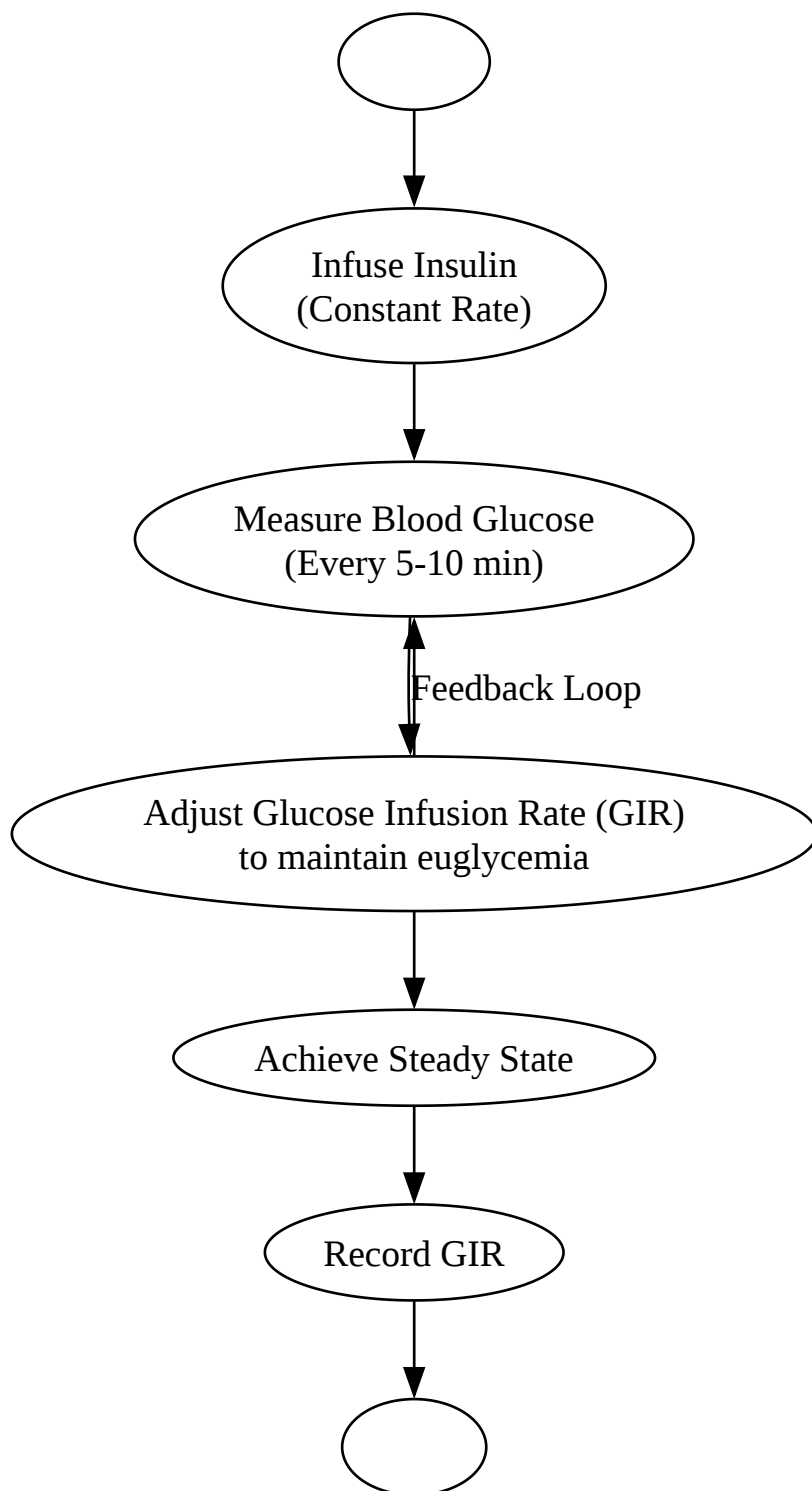 Infuse Insulin
(Constant Rate)
Measure Blood Glucose
(Every 5-10 min)
Feedback Loop
Adjust Glucose Infusion Rate (GIR)
to maintain euglycemia
Achieve Steady State
Record GIR